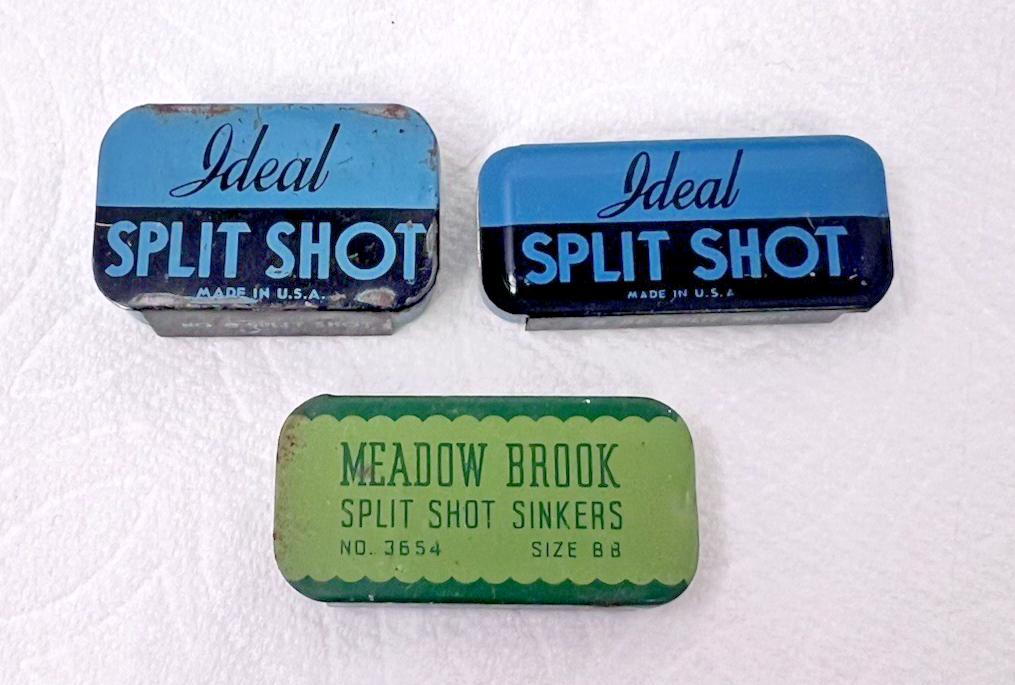 Ideal
SPLIT SHOT
MADE IN U.S.A.
Ideal
SPLIT SHOT
MADE IN U.S.A
MEADOW BROOK
SPLIT SHOT SINKERS
NO. 3654 SIZE BB